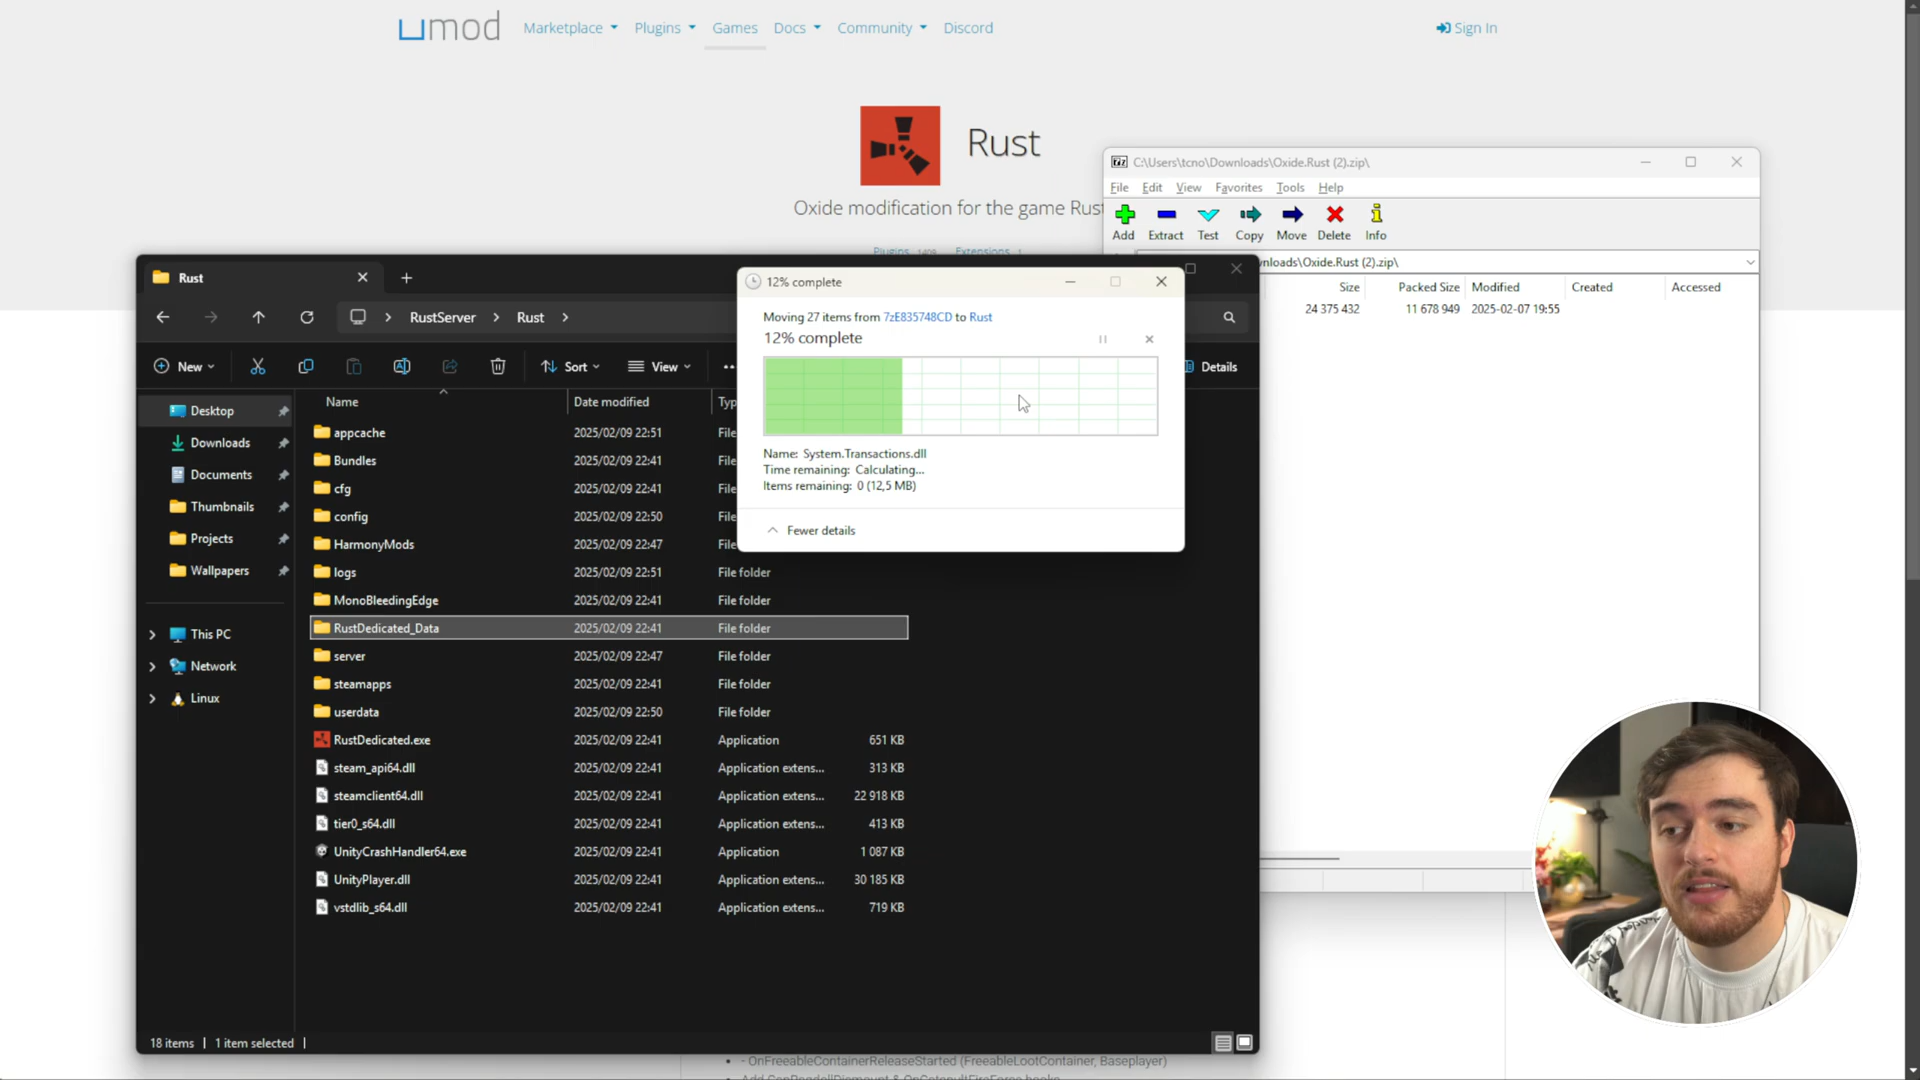 umod
Marketplace
Plugins
Games
Docs
Community
Discord
Sign In
Rust
Oxide modification for the game Rust
C:\Users\tcno\Downloads\Oxide.Rust (2).zip\
File Edit View Favorites Tools Help
Add Extract Test Copy Move Delete Info
nloads\Oxide.Rust (2).zip\
Size Packed Size Modified Created Accessed
24 375 432 11 678 949 2025-02-07 19:55
Plugins 1409 Extensions 1
Rust
RustServer > Rust >
New Sort View Details
12% complete
Moving 27 items from 7zE835748CD to Rust
12% complete
Name: System.Transactions.dll
Time remaining: Calculating...
Items remaining: 0 (12,5 MB)
Fewer details
Desktop
Downloads
Documents
Thumbnails
Projects
Wallpapers
This PC
Network
Linux
Name Date modified Typ
appcache 2025/02/09 22:51 File
Bundles 2025/02/09 22:41 File
cfg 2025/02/09 22:41 File
config 2025/02/09 22:50 File
HarmonyMods 2025/02/09 22:47 File
logs 2025/02/09 22:51 File folder
MonoBleedingEdge 2025/02/09 22:41 File folder
RustDedicated_Data 2025/02/09 22:41 File folder
server 2025/02/09 22:47 File folder
steamapps 2025/02/09 22:41 File folder
userdata 2025/02/09 22:50 File folder
RustDedicated.exe 2025/02/09 22:41 Application 651 KB
steam_api64.dll 2025/02/09 22:41 Application extens... 313 KB
steamclient64.dll 2025/02/09 22:41 Application extens... 22 918 KB
tier0_s64.dll 2025/02/09 22:41 Application extens... 413 KB
UnityCrashHandler64.exe 2025/02/09 22:41 Application 1 087 KB
UnityPlayer.dll 2025/02/09 22:41 Application extens... 30 185 KB
vstdlib_s64.dll 2025/02/09 22:41 Application extens... 719 KB
18 items 1 item selected
- OnFreeableContainerReleaseStarted (FreeableLootContainer, Baseplayer)